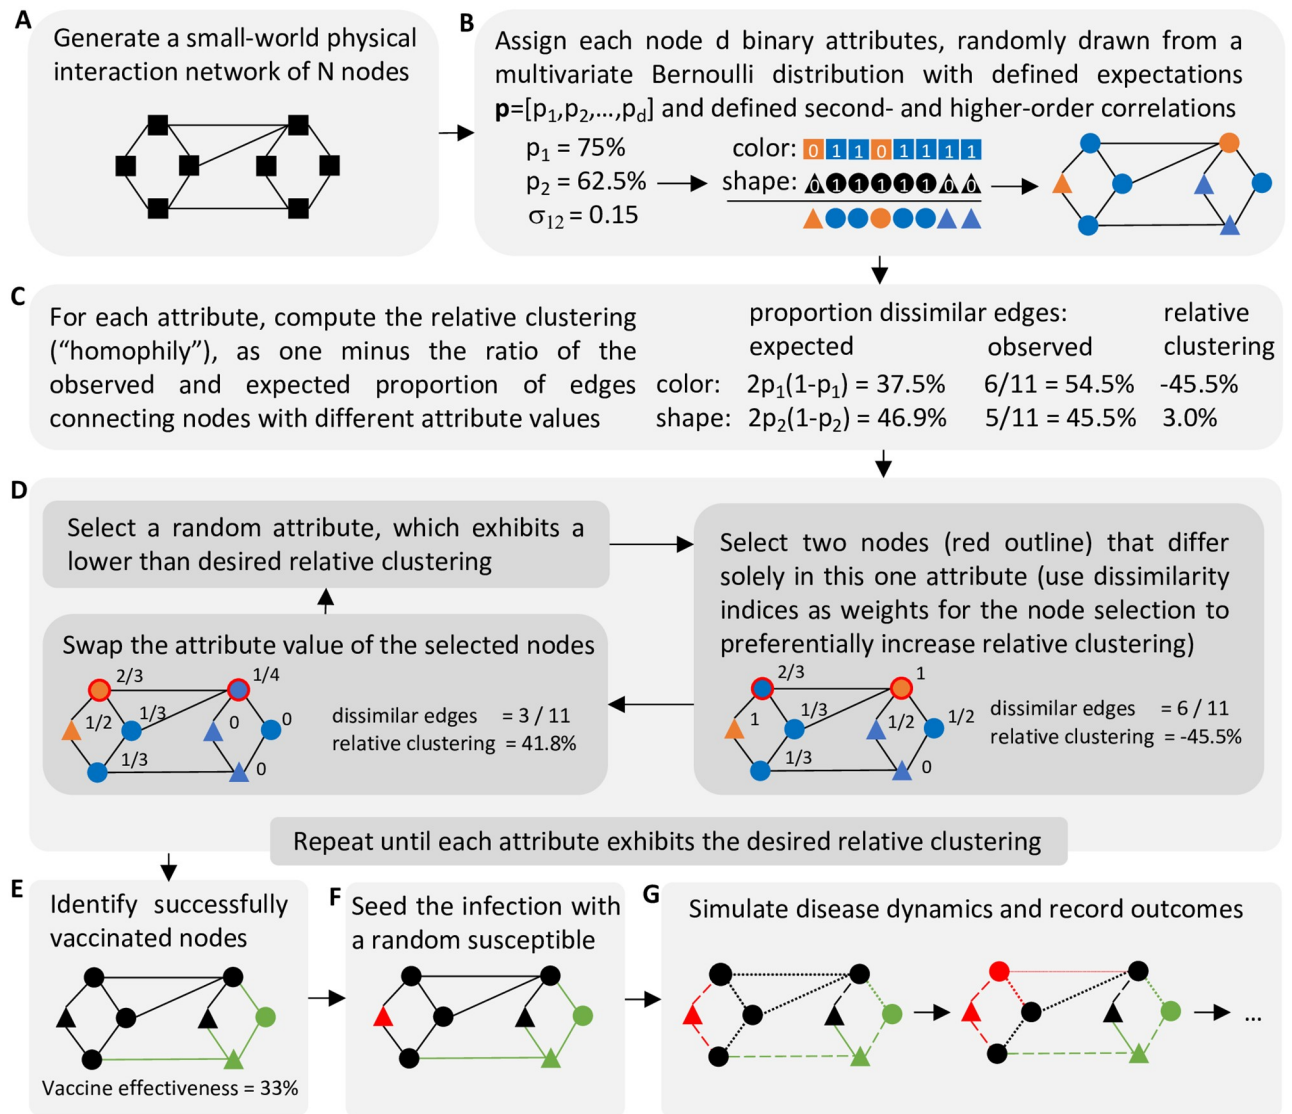 A
Generate a small-world physical
interaction network of N nodes
B
Assign each node d binary attributes, randomly drawn from a
multivariate Bernoulli distribution with defined expectations
p=[p1,p2,...,pd] and defined second- and higher-order correlations
p1 = 75%
p2 = 62.5%
σ12 = 0.15
color: 0 1 1 0 1 1 1 1
shape: 0 1 1 1 1 1 0 0
C
For each attribute, compute the relative clustering
(“homophily”), as one minus the ratio of the
observed and expected proportion of edges
connecting nodes with different attribute values
proportion dissimilar edges: relative
expected observed clustering
color: 2p1(1-p1) = 37.5% 6/11 = 54.5% -45.5%
shape: 2p2(1-p2) = 46.9% 5/11 = 45.5% 3.0%
D
Select a random attribute, which exhibits a
lower than desired relative clustering
Select two nodes (red outline) that differ
solely in this one attribute (use dissimilarity
indices as weights for the node selection to
preferentially increase relative clustering)
2/3 1
1 1/3 1/2 1/2
1/3 0
dissimilar edges = 6 / 11
relative clustering = -45.5%
Swap the attribute value of the selected nodes
2/3 1/4
1/2 1/3 0 0
1/3 0
dissimilar edges = 3 / 11
relative clustering = 41.8%
Repeat until each attribute exhibits the desired relative clustering
E
Identify successfully
vaccinated nodes
Vaccine effectiveness = 33%
F
Seed the infection with
a random susceptible
G
Simulate disease dynamics and record outcomes
...